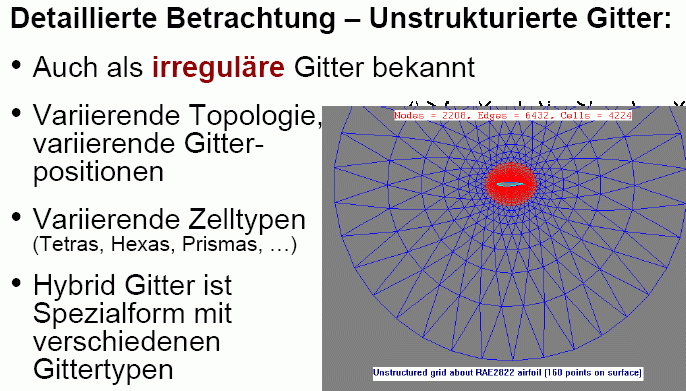 Detaillierte Betrachtung – Unstrukturierte Gitter:
• Auch als irreguläre Gitter bekannt
• Variierende Topologie,
variierende Gitter-
positionen
• Variierende Zelltypen
(Tetras, Hexas, Prismas, …)
• Hybrid Gitter ist
Spezialform mit
verschiedenen
Gittertypen
Nodes = 2208, Edges = 6432, Cells = 4224
Unstructured grid about RAE2822 airfoil (160 points on surface)